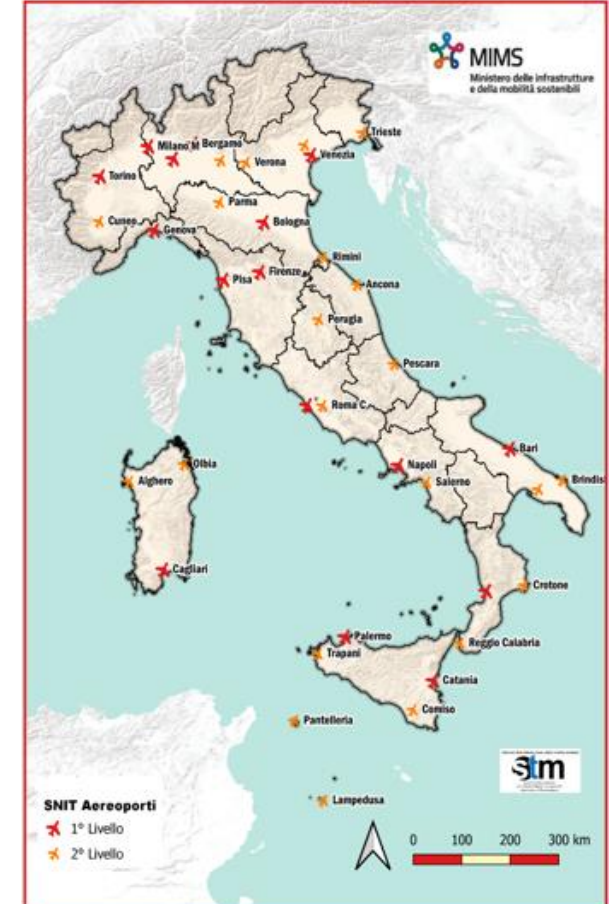 MIMS
Ministero delle infrastrutture
e della mobilità sostenibili
Trieste
Milano M
Bergamo
Verona
Venezia
Torino
Parma
Cuneo
Genova
Bologna
Rimini
Pisa
Firenze
Ancona
Perugia
Pescara
Roma C.
Bari
Olbia
Napoli
Alghero
Salerno
Brindisi
Cagliari
Crotone
Palermo
Reggio Calabria
Trapani
Catania
Comiso
Pantelleria
Stm
Lampedusa
SNIT Aereoporti
1° Livello
2° Livello
0 100 200 300 km